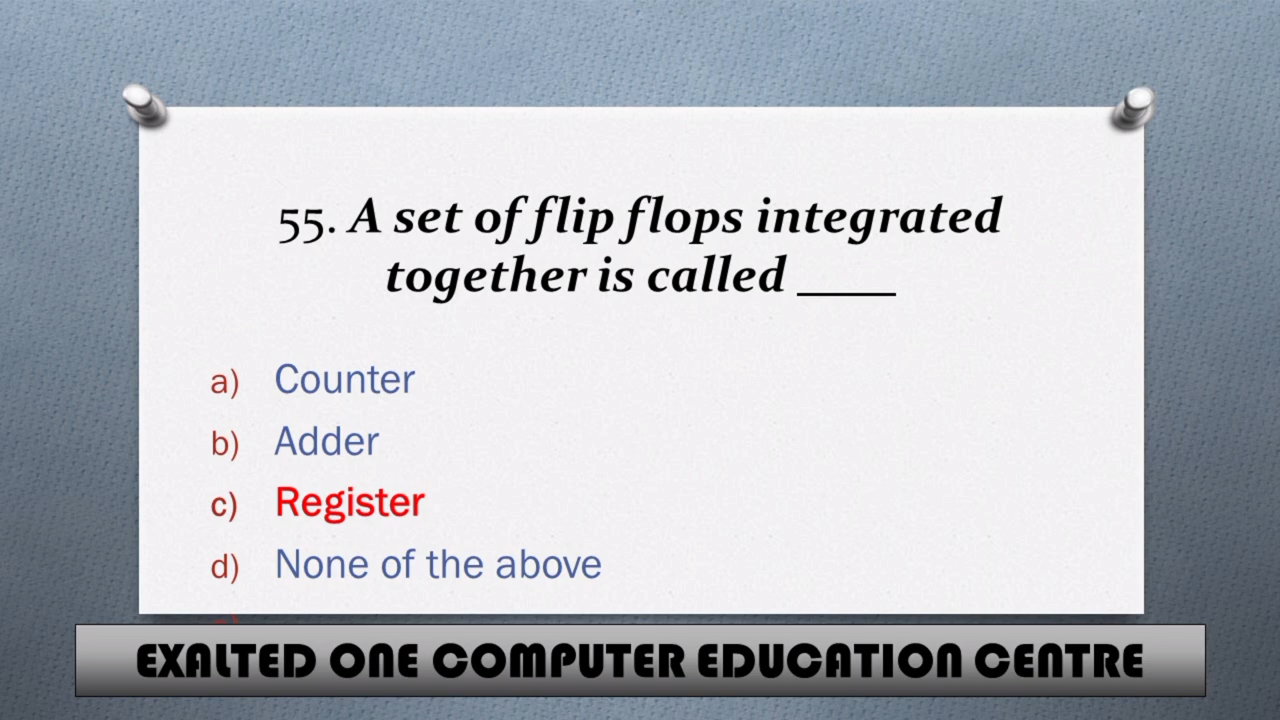 55. A set of flip flops integrated
together is called ____
a) Counter
b) Adder
c) Register
d) None of the above
EXALTED ONE COMPUTER EDUCATION CENTRE